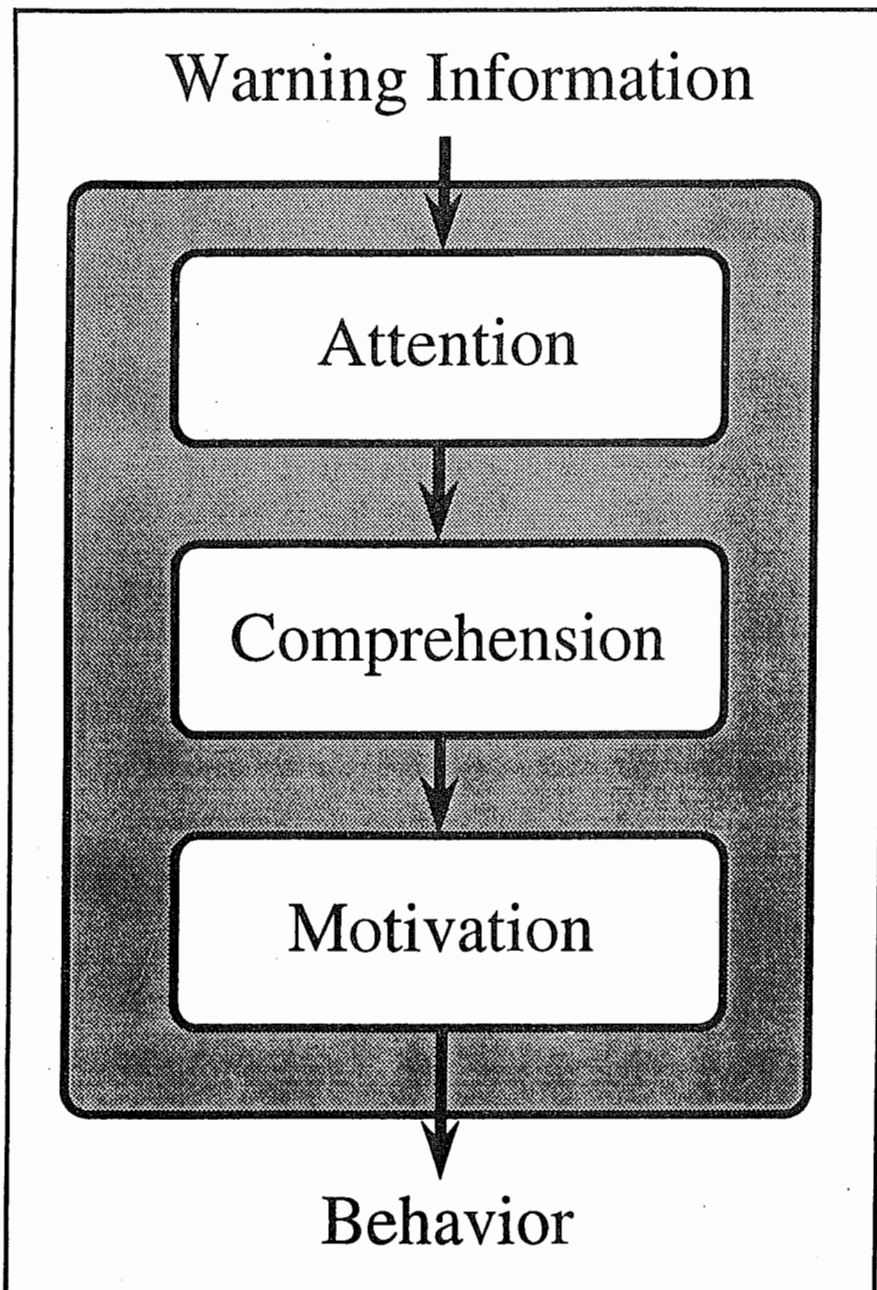 Warning Information
Attention
Comprehension
Motivation
Behavior